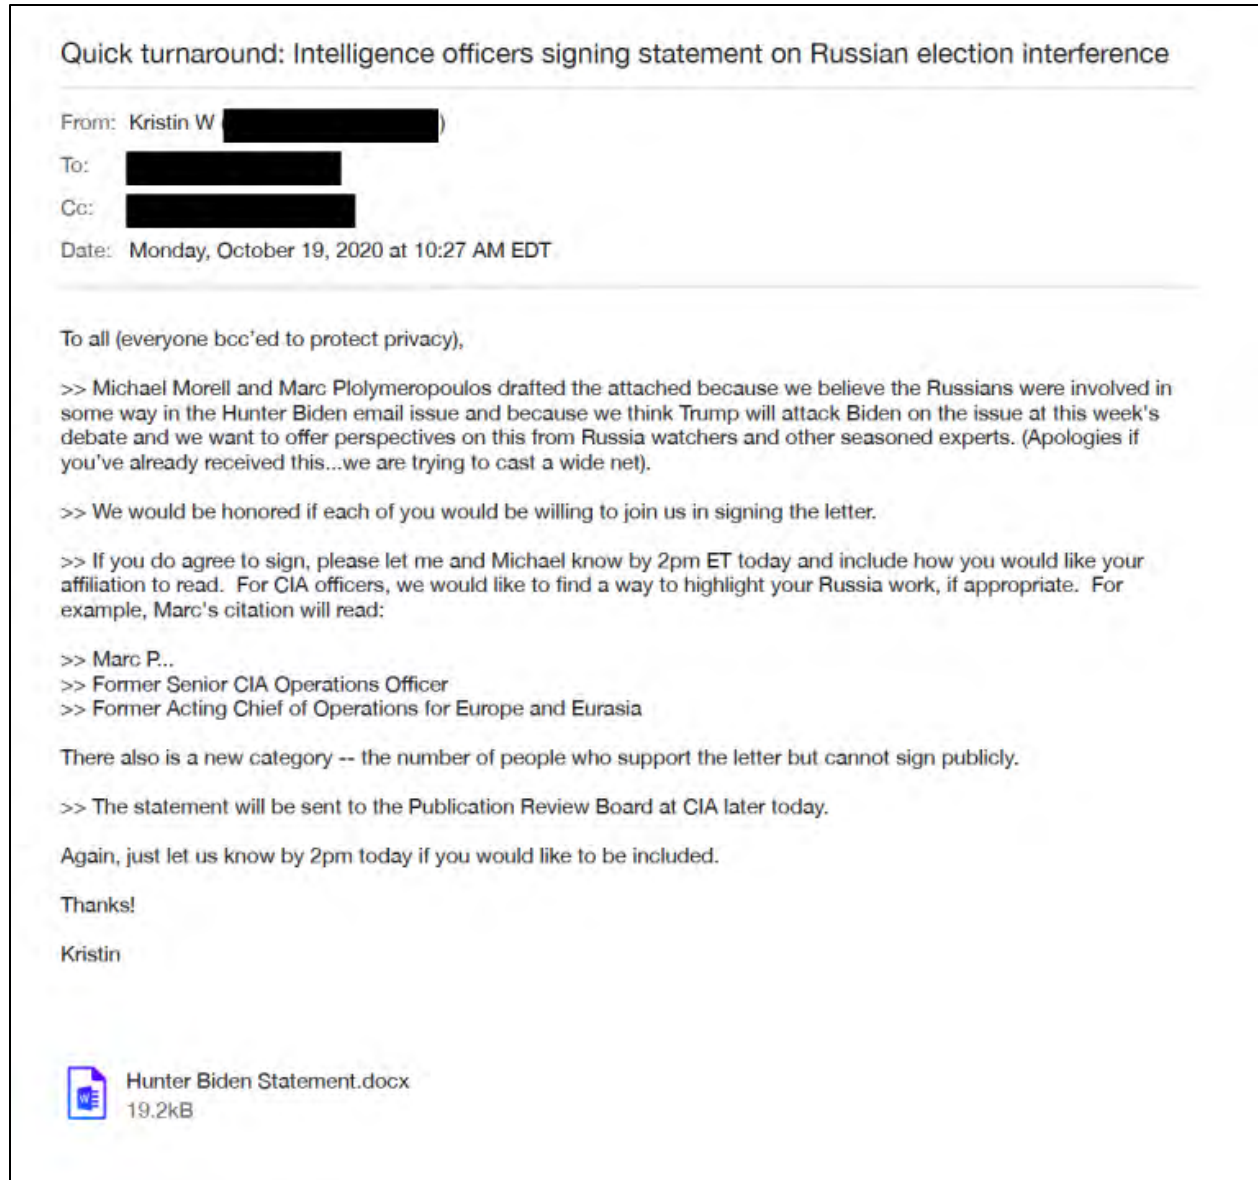 Quick turnaround: Intelligence officers signing statement on Russian election interference
From: Kristin W ( )
To:
Cc:
Date: Monday, October 19, 2020 at 10:27 AM EDT
To all (everyone bcc'ed to protect privacy),
>> Michael Morell and Marc Plolymeropoulos drafted the attached because we believe the Russians were involved in
some way in the Hunter Biden email issue and because we think Trump will attack Biden on the issue at this week's
debate and we want to offer perspectives on this from Russia watchers and other seasoned experts. (Apologies if
you've already received this...we are trying to cast a wide net).
>> We would be honored if each of you would be willing to join us in signing the letter.
>> If you do agree to sign, please let me and Michael know by 2pm ET today and include how you would like your
affiliation to read. For CIA officers, we would like to find a way to highlight your Russia work, if appropriate. For
example, Marc's citation will read:
>> Marc P...
>> Former Senior CIA Operations Officer
>> Former Acting Chief of Operations for Europe and Eurasia
There also is a new category -- the number of people who support the letter but cannot sign publicly.
>> The statement will be sent to the Publication Review Board at CIA later today.
Again, just let us know by 2pm today if you would like to be included.
Thanks!
Kristin
W
Hunter Biden Statement.docx
19.2kB